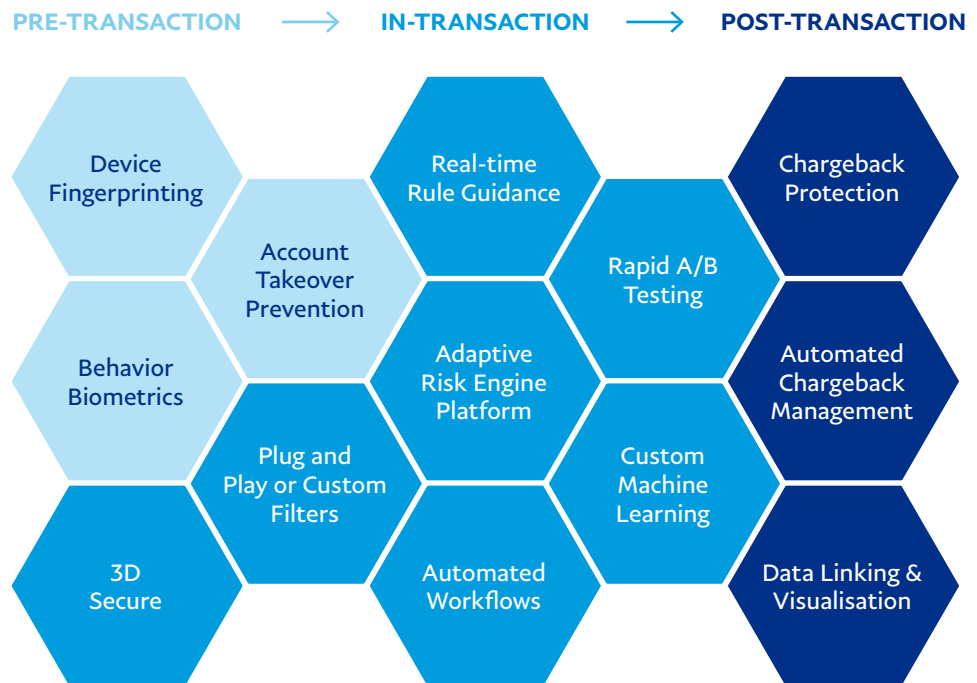 PRE-TRANSACTION → IN-TRANSACTION → POST-TRANSACTION
Device
Fingerprinting
Real-time
Rule Guidance
Chargeback
Protection
Account
Takeover
Prevention
Rapid A/B
Testing
Behavior
Biometrics
Adaptive
Risk Engine
Platform
Automated
Chargeback
Management
Plug and
Play or Custom
Filters
Custom
Machine
Learning
3D
Secure
Automated
Workflows
Data Linking &
Visualisation